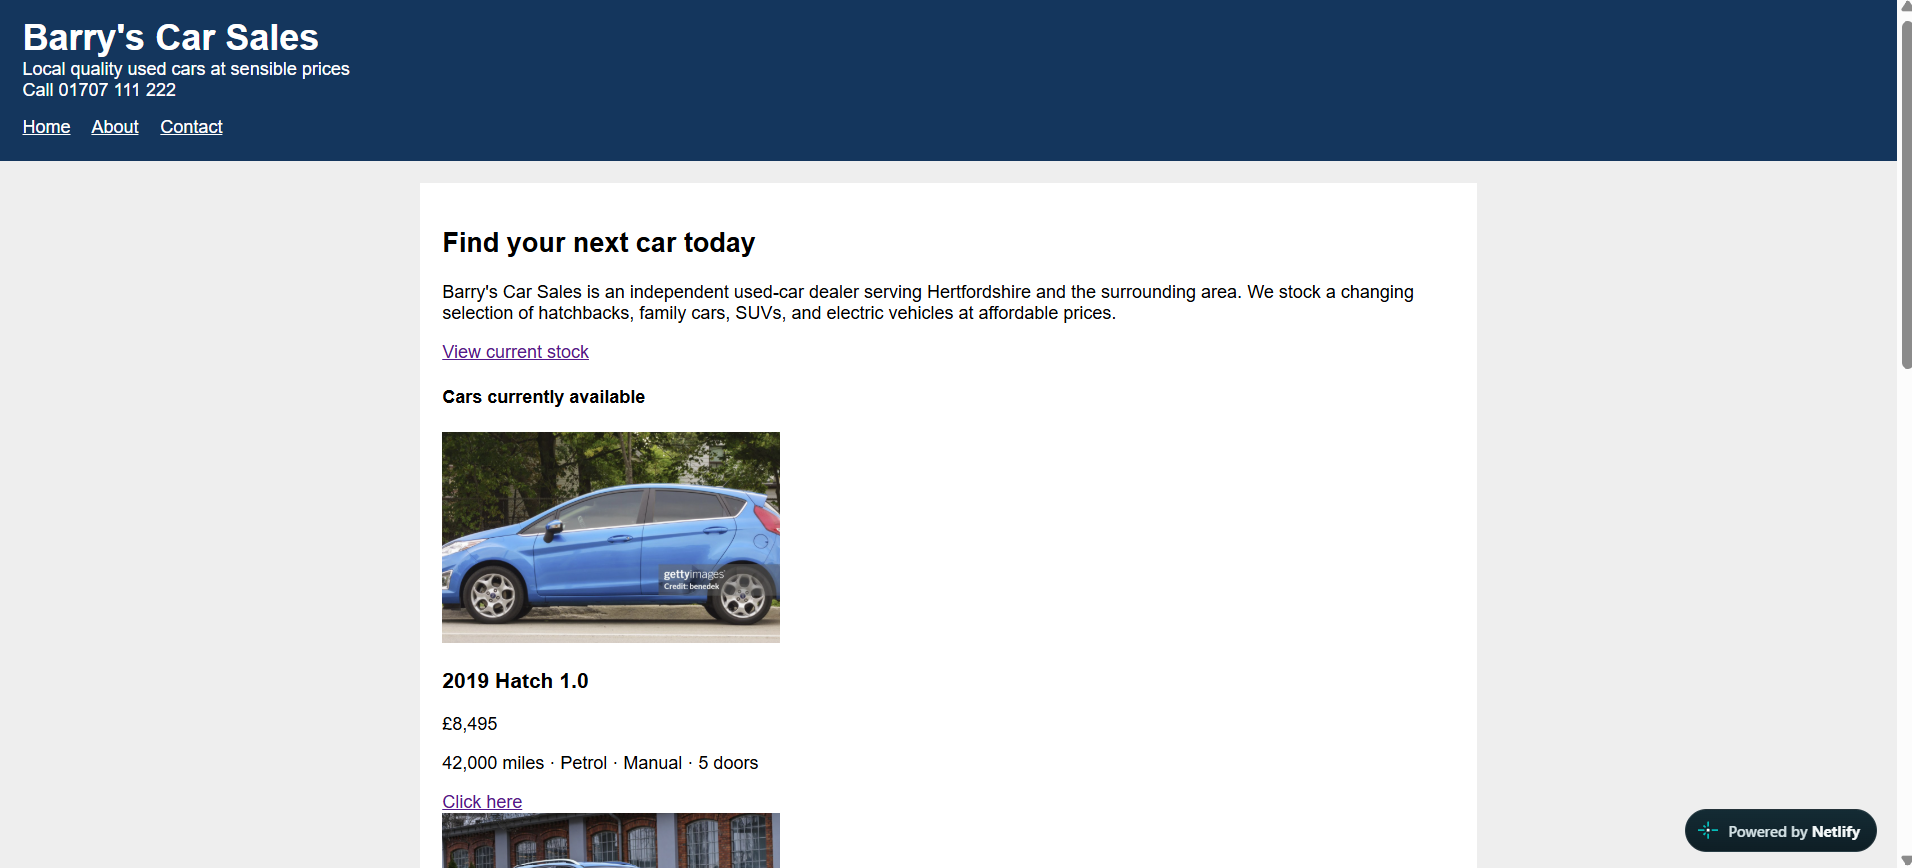 Barry's Car Sales
Local quality used cars at sensible prices
Call 01707 111 222
Home About Contact
Find your next car today
Barry's Car Sales is an independent used-car dealer serving Hertfordshire and the surrounding area. We stock a changing
selection of hatchbacks, family cars, SUVs, and electric vehicles at affordable prices.
View current stock
Cars currently available
gettyimages
Credit: benedek
2019 Hatch 1.0
£8,495
42,000 miles · Petrol · Manual · 5 doors
Click here
Powered by Netlify